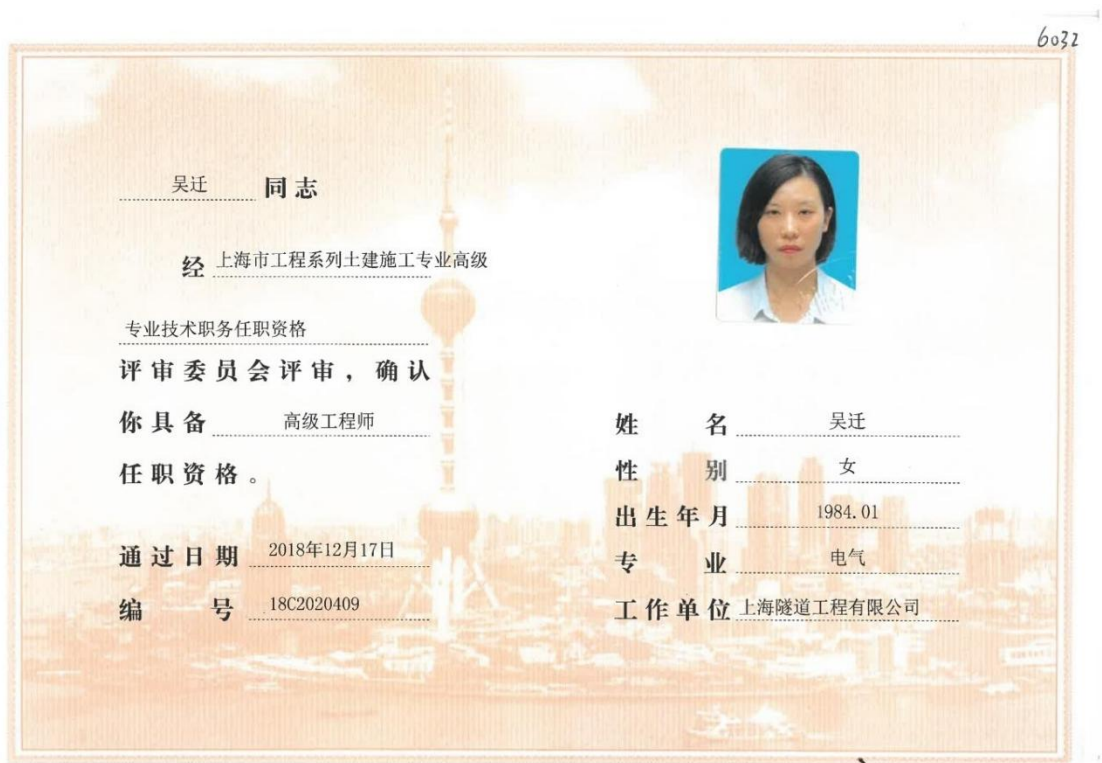 6032
吴迁 同志
经 上海市工程系列土建施工专业高级
专业技术职务任职资格
评审委员会评审，确认
你具备 高级工程师
任职资格。
通过日期 2018年12月17日
编号 18C2020409
姓名 吴迁
性别 女
出生年月 1984.01
专业 电气
工作单位 上海隧道工程有限公司